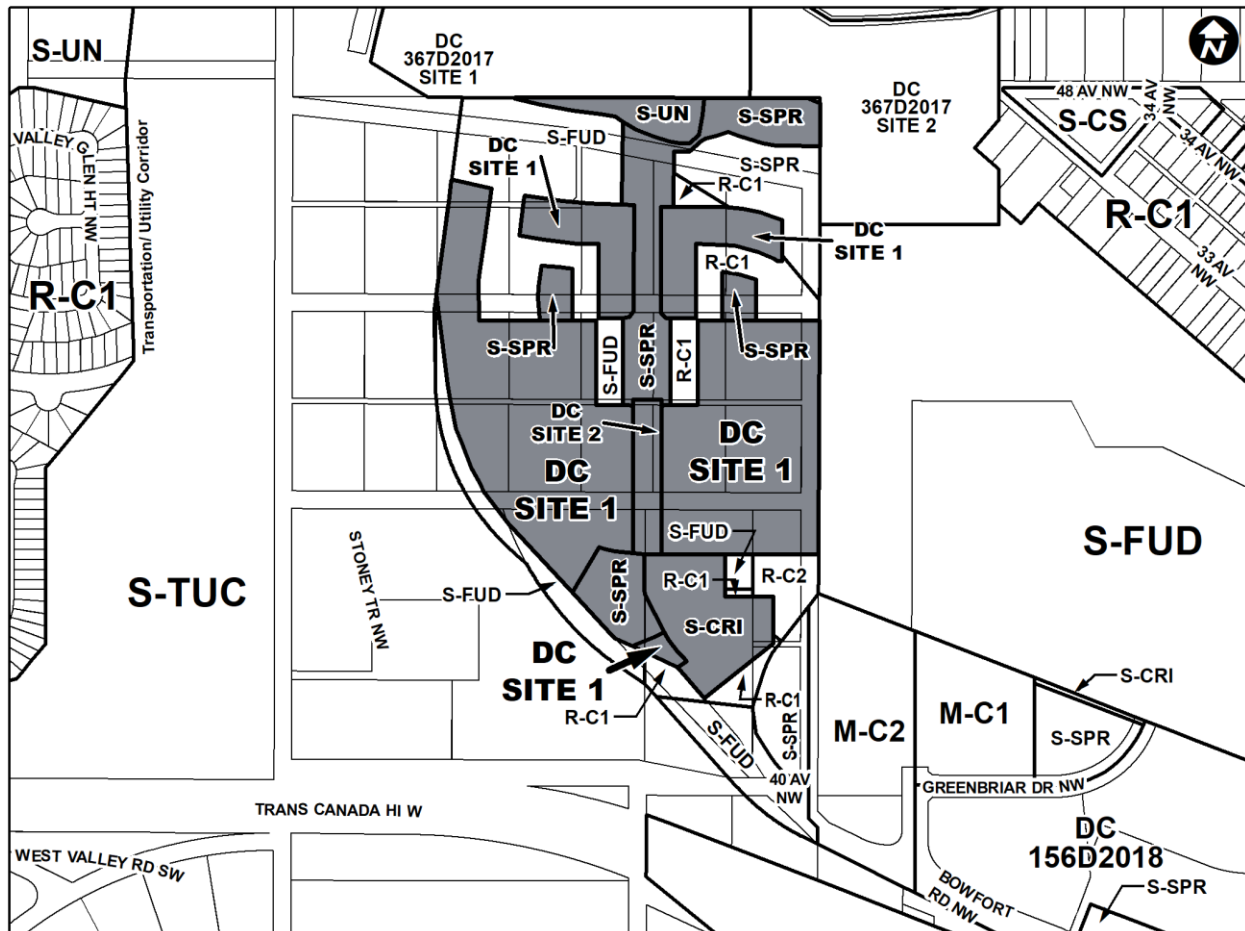 S-UN
DC
367D2017
SITE 1
N
DC
367D2017
SITE 2
48 AV NW
34 AV
NW
S-CS
34 AV NW
S-UN
S-SPR
S-FUD
VALLEY GLEN HT NW
Transportation/ Utility Corridor
DC
SITE 1
S-SPR
R-C1
R-C1
33 AV
NW
DC
SITE 1
R-C1
R-C1
S-SPR
S-FUD
S-SPR
R-C1
S-SPR
DC
SITE 2
DC
SITE 1
DC
SITE 1
S-FUD
S-FUD
STONEY TR NW
S-TUC
S-FUD
S-SPR
R-C1
R-C2
S-CRI
DC
SITE 1
R-C1
R-C1
S-SPR
S-FUD
M-C2
M-C1
S-CRI
S-SPR
40 AV
NW
GREENBRIAR DR NW
TRANS CANADA HI W
DC
156D2018
WEST VALLEY RD SW
BOWFORT
RD NW
S-SPR